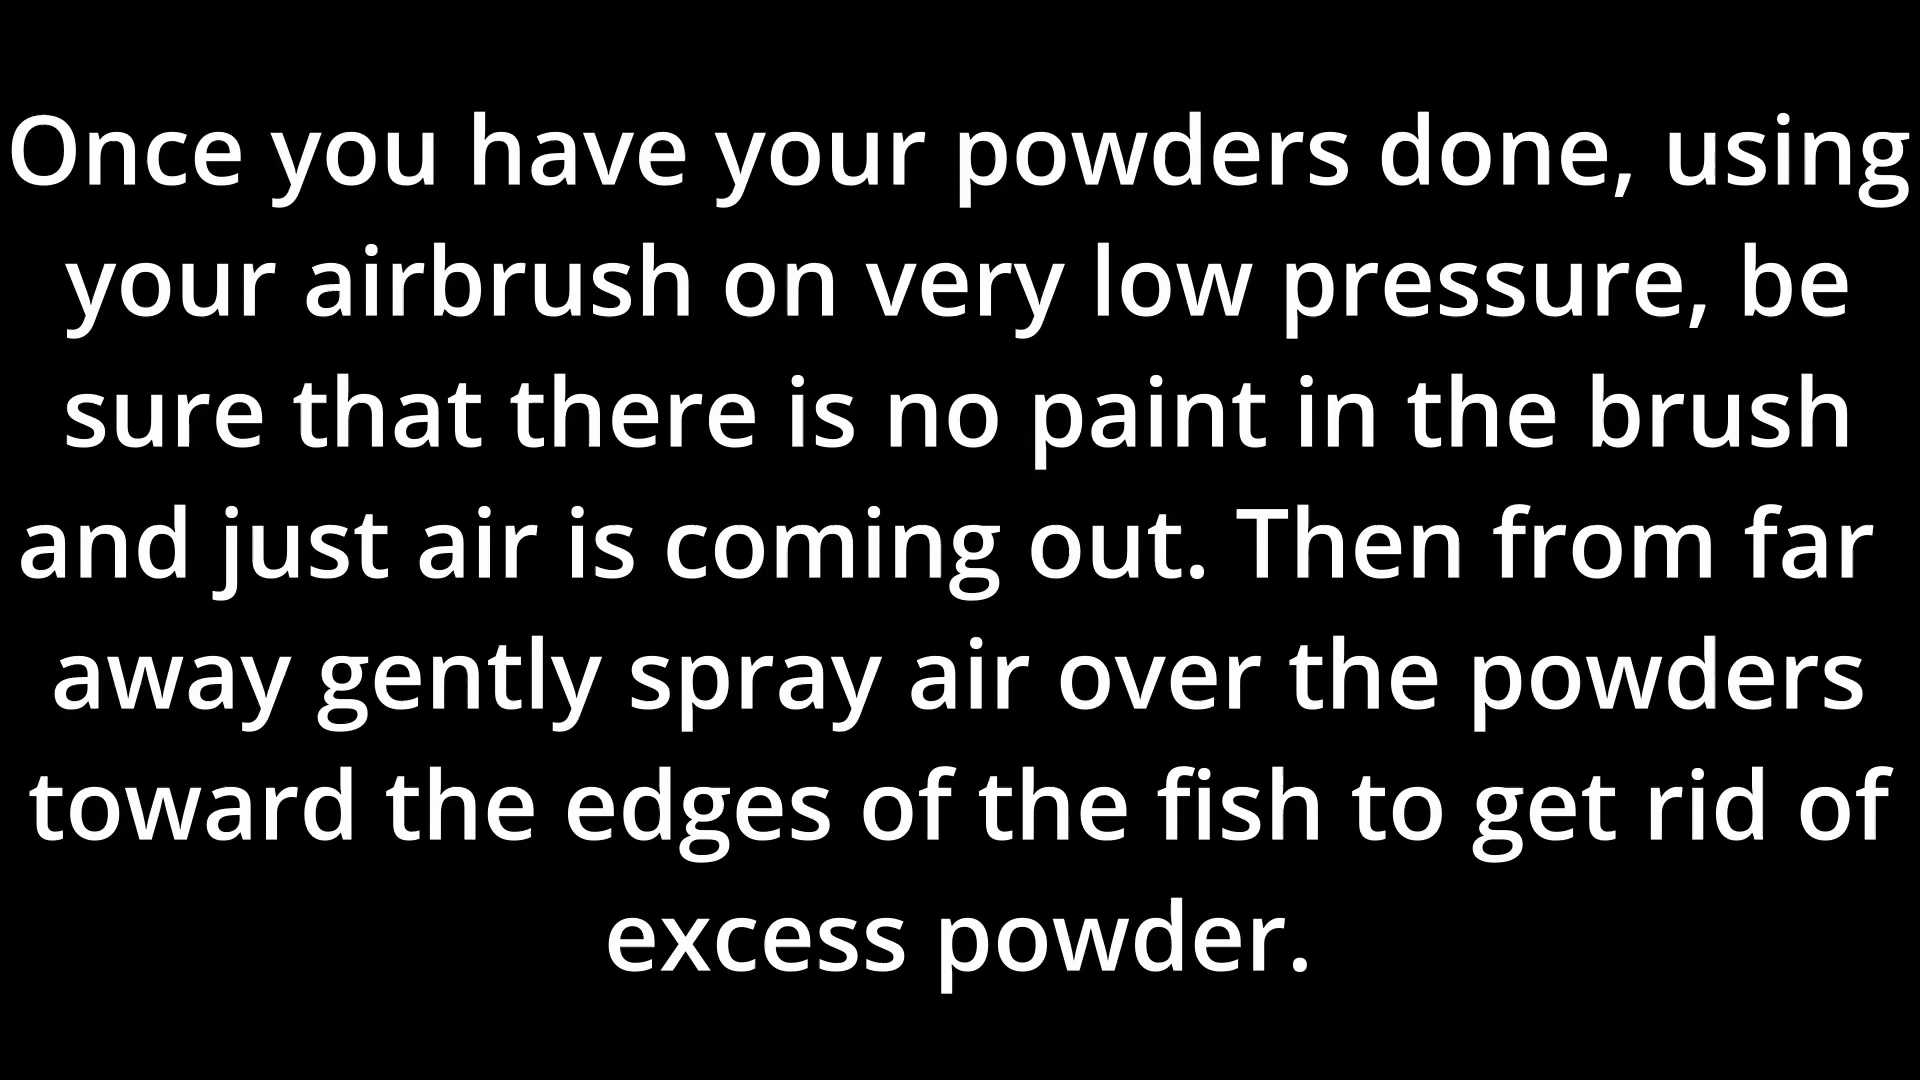 Once you have your powders done, using
your airbrush on very low pressure, be
sure that there is no paint in the brush
and just air is coming out. Then from far
away gently spray air over the powders
toward the edges of the fish to get rid of
excess powder.